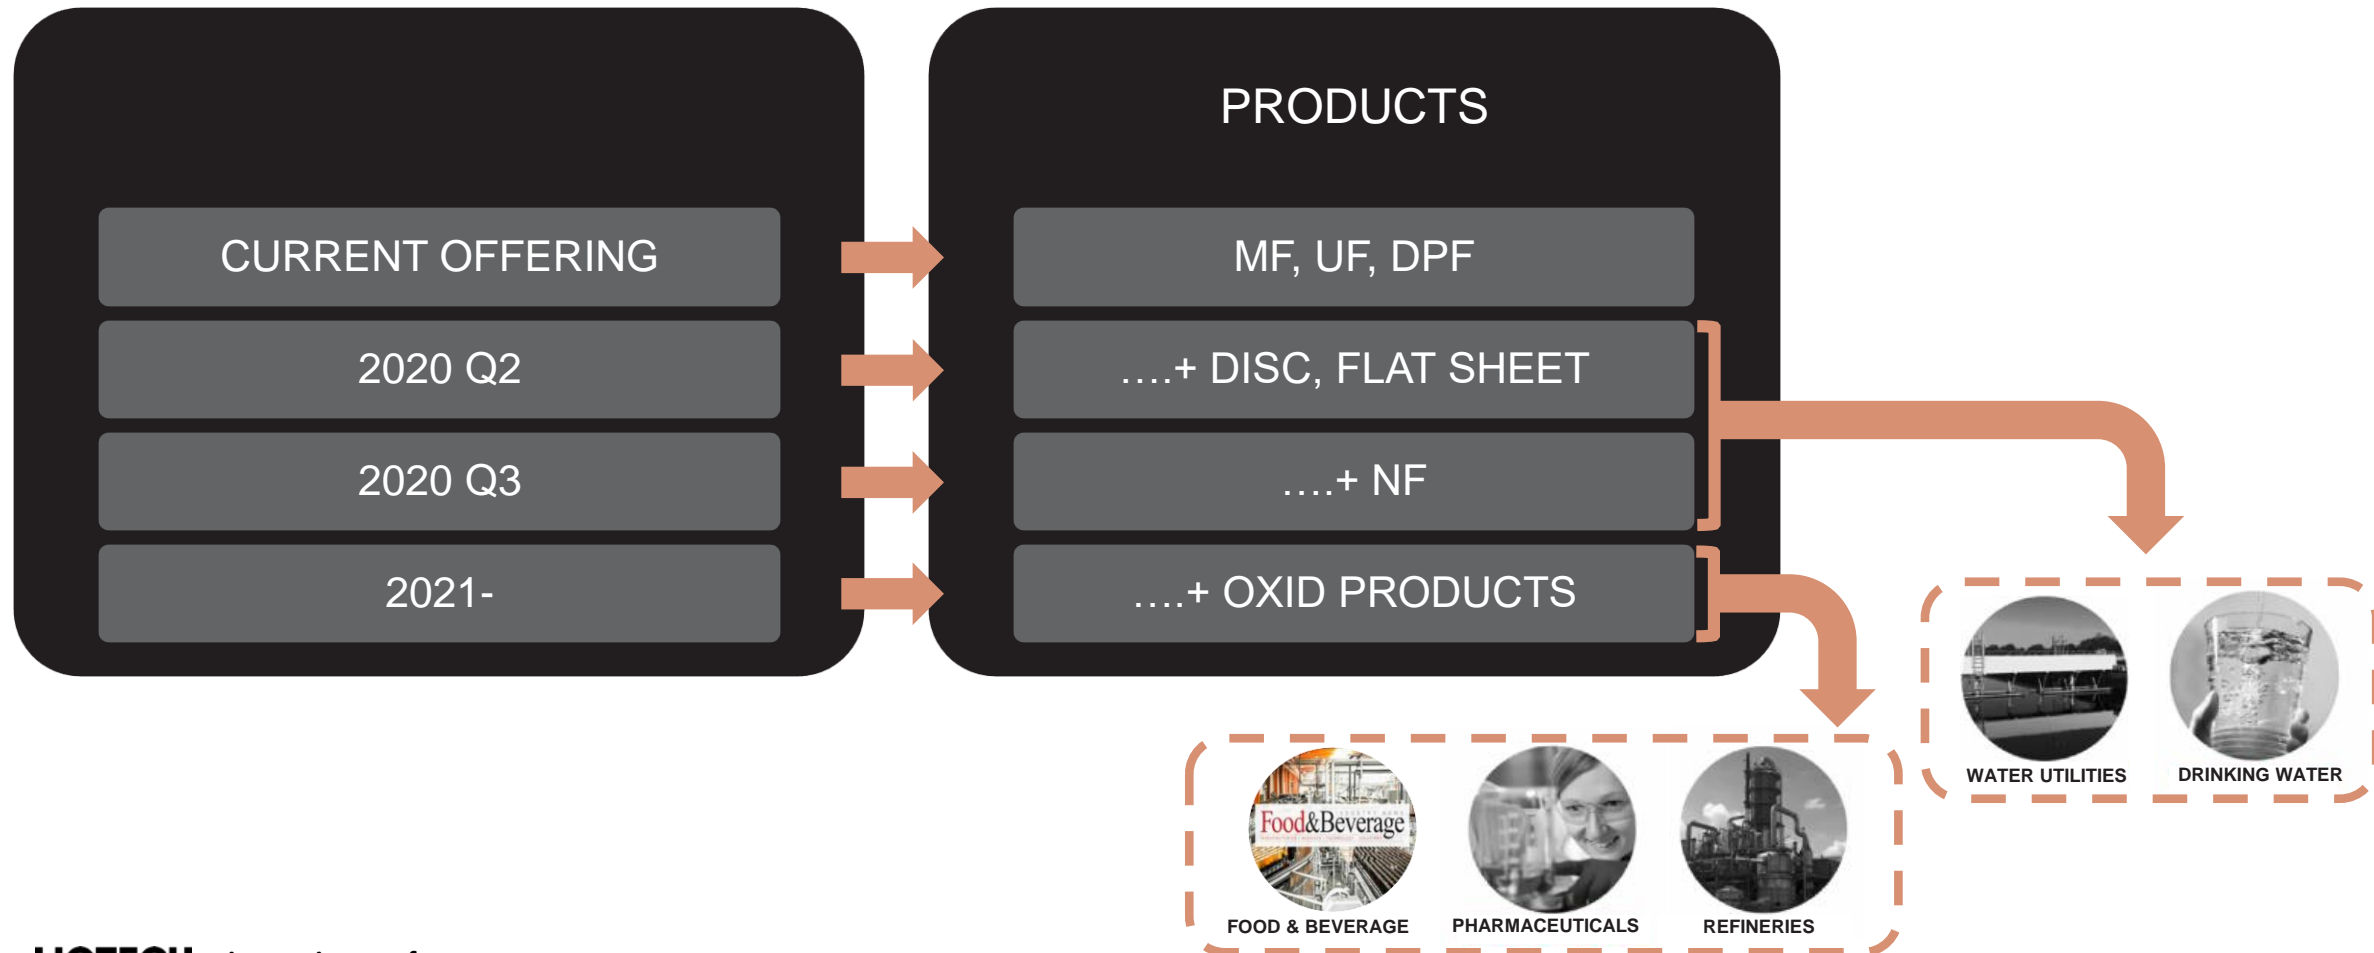 PRODUCTS
CURRENT OFFERING
MF, UF, DPF
2020 Q2
….+ DISC, FLAT SHEET
2020 Q3
….+ NF
2021-
….+ OXID PRODUCTS
WATER UTILITIES
DRINKING WATER
Food&Beverage
FOOD & BEVERAGE
PHARMACEUTICALS
REFINERIES